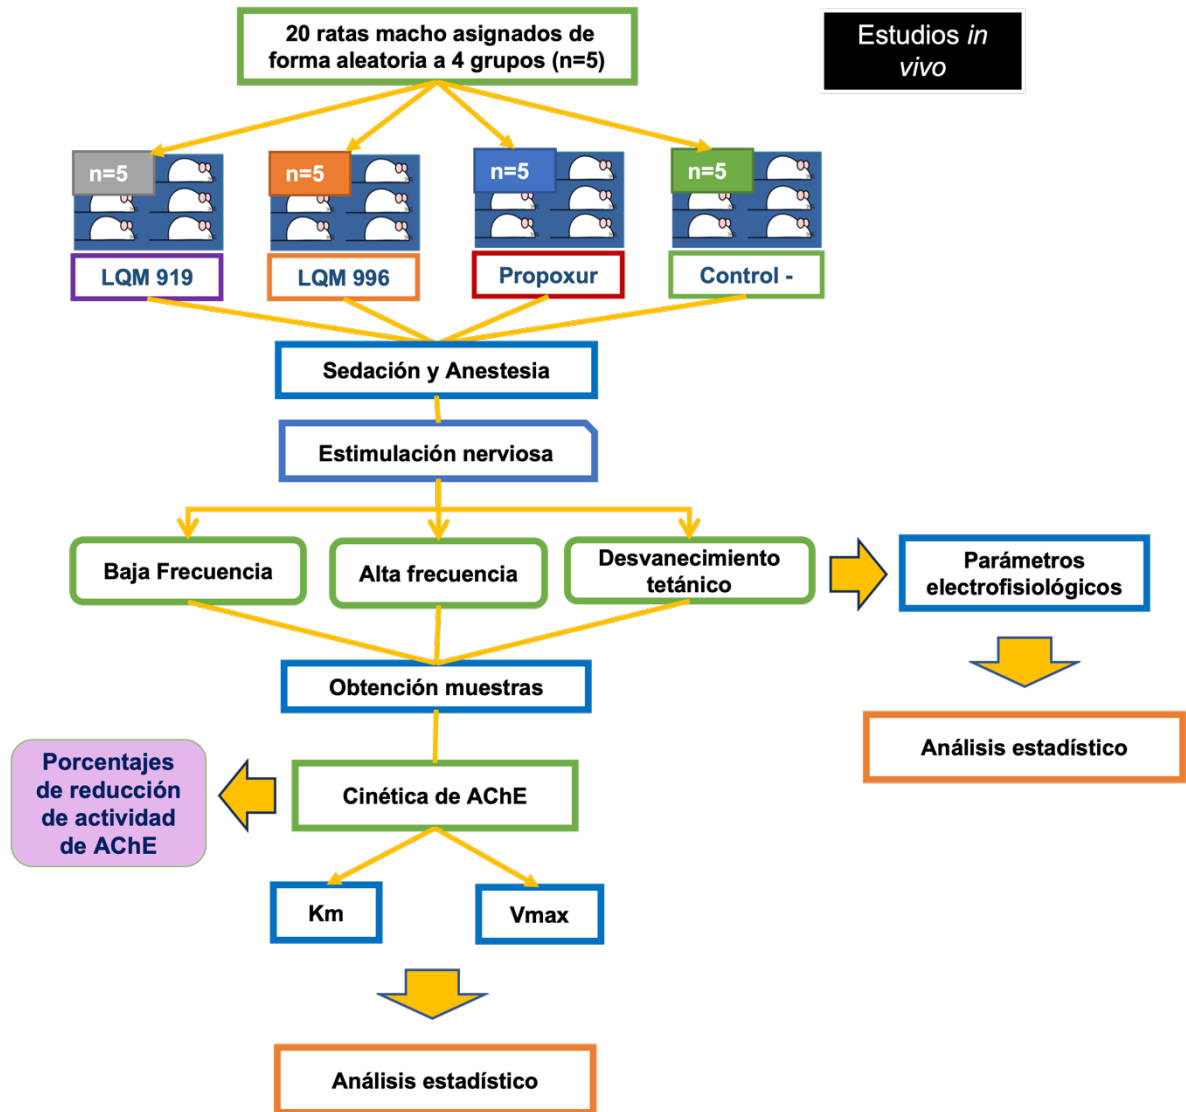 20 ratas macho asignados de
forma aleatoria a 4 grupos (n=5)
Estudios in
vivo
n=5
n=5
n=5
n=5
LQM 919
LQM 996
Propoxur
Control -
Sedación y Anestesia
Estimulación nerviosa
Baja Frecuencia
Alta frecuencia
Desvanecimiento
tetánico
Parámetros
electrofisiológicos
Obtención muestras
Análisis estadístico
Porcentajes
de reducción
de actividad
de AChE
Cinética de AChE
Km
Vmax
Análisis estadístico